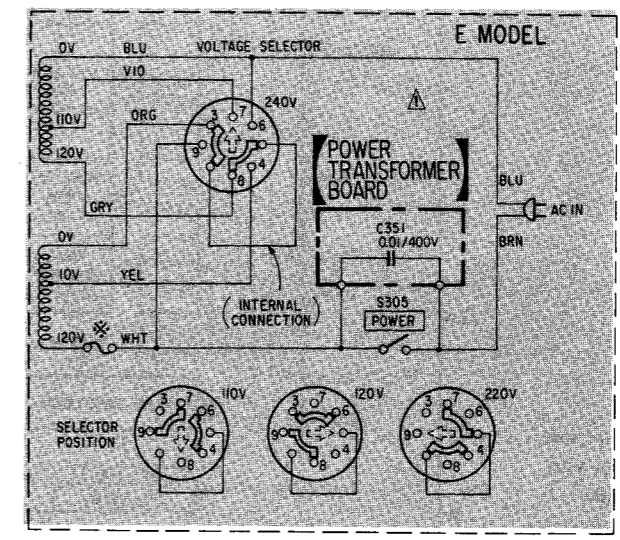 E MODEL
0V BLU VOLTAGE SELECTOR
VIO
240V
110V ORG 3 7 6
120V 9 4
8
POWER
TRANSFORMER
BOARD
BLU
AC IN
GRY
BRN
0V
C351
0.01/400V
10V YEL
(INTERNAL
CONNECTION)
S305
POWER
120V ※ WHT
110V 120V 220V
SELECTOR
POSITION
3 7 6 9 4 8
3 7 6 9 4 8
3 7 6 9 4 8